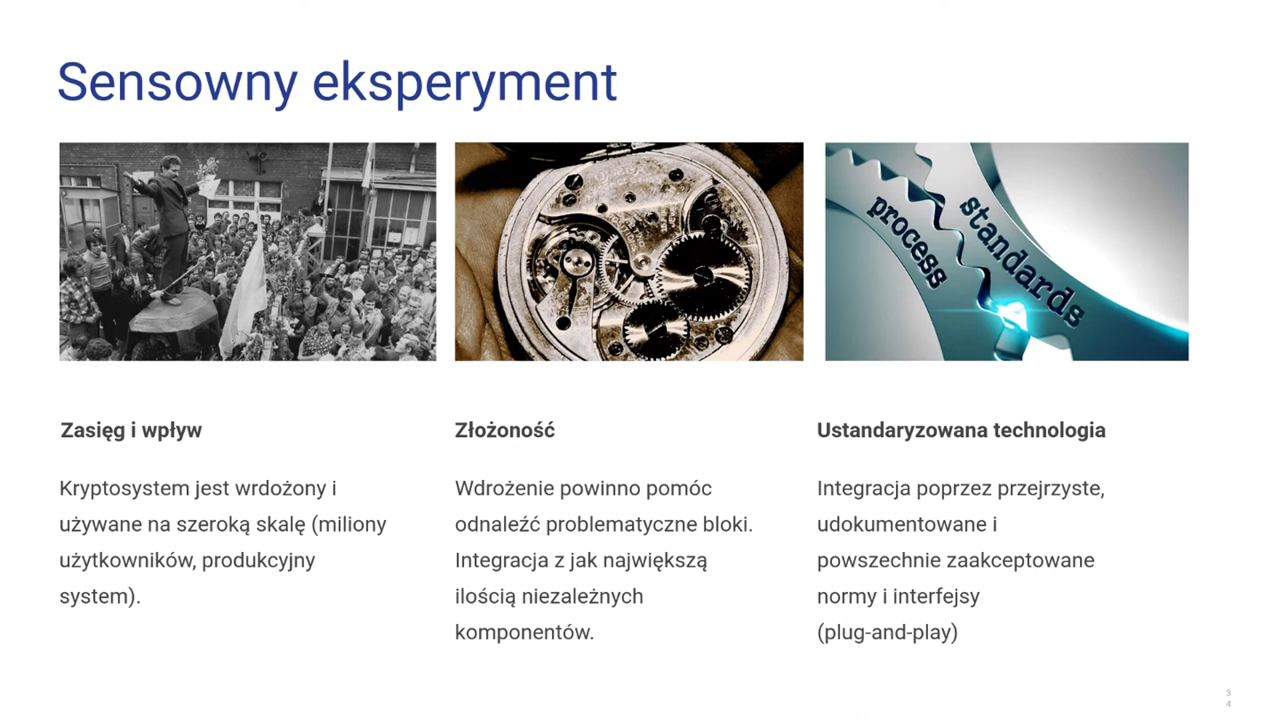 Sensowny eksperyment
process
standards
Zasięg i wpływ
Kryptosystem jest wrdożony i
używane na szeroką skalę (miliony
użytkowników, produkcyjny
system).
Złożoność
Wdrożenie powinno pomóc
odnaleźć problematyczne bloki.
Integracja z jak największą
ilością niezależnych
komponentów.
Ustandaryzowana technologia
Integracja poprzez przejrzyste,
udokumentowane i
powszechnie zaakceptowane
normy i interfejsy
(plug-and-play)
3
4